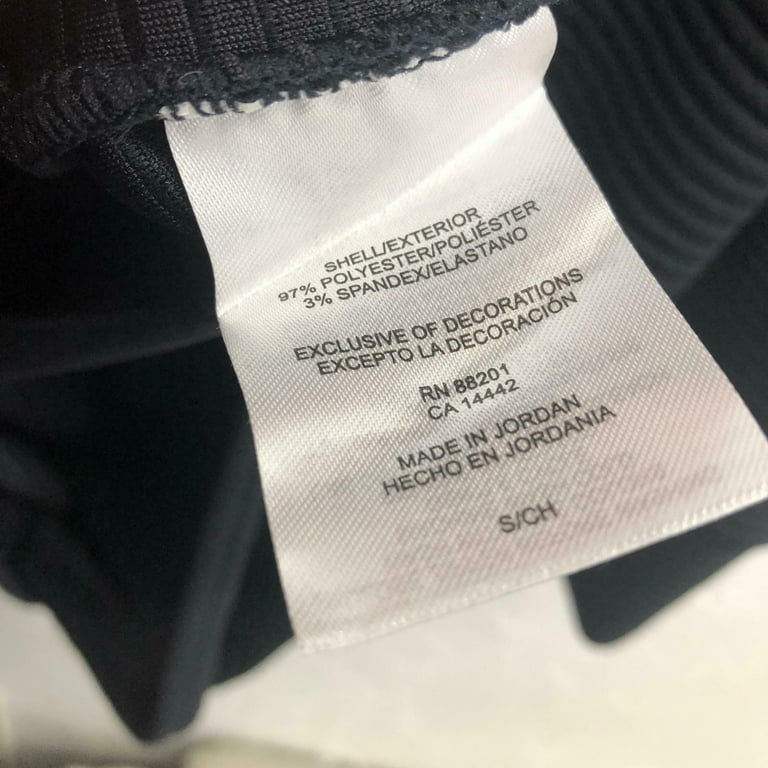 SHELL/EXTERIOR
97% POLYESTER/POLIÉSTER
3% SPANDEX/ELASTANO
EXCLUSIVE OF DECORATIONS
EXCEPTO LA DECORACIÓN
RN 88201
CA 14442
MADE IN JORDAN
HECHO EN JORDANIA
S/CH